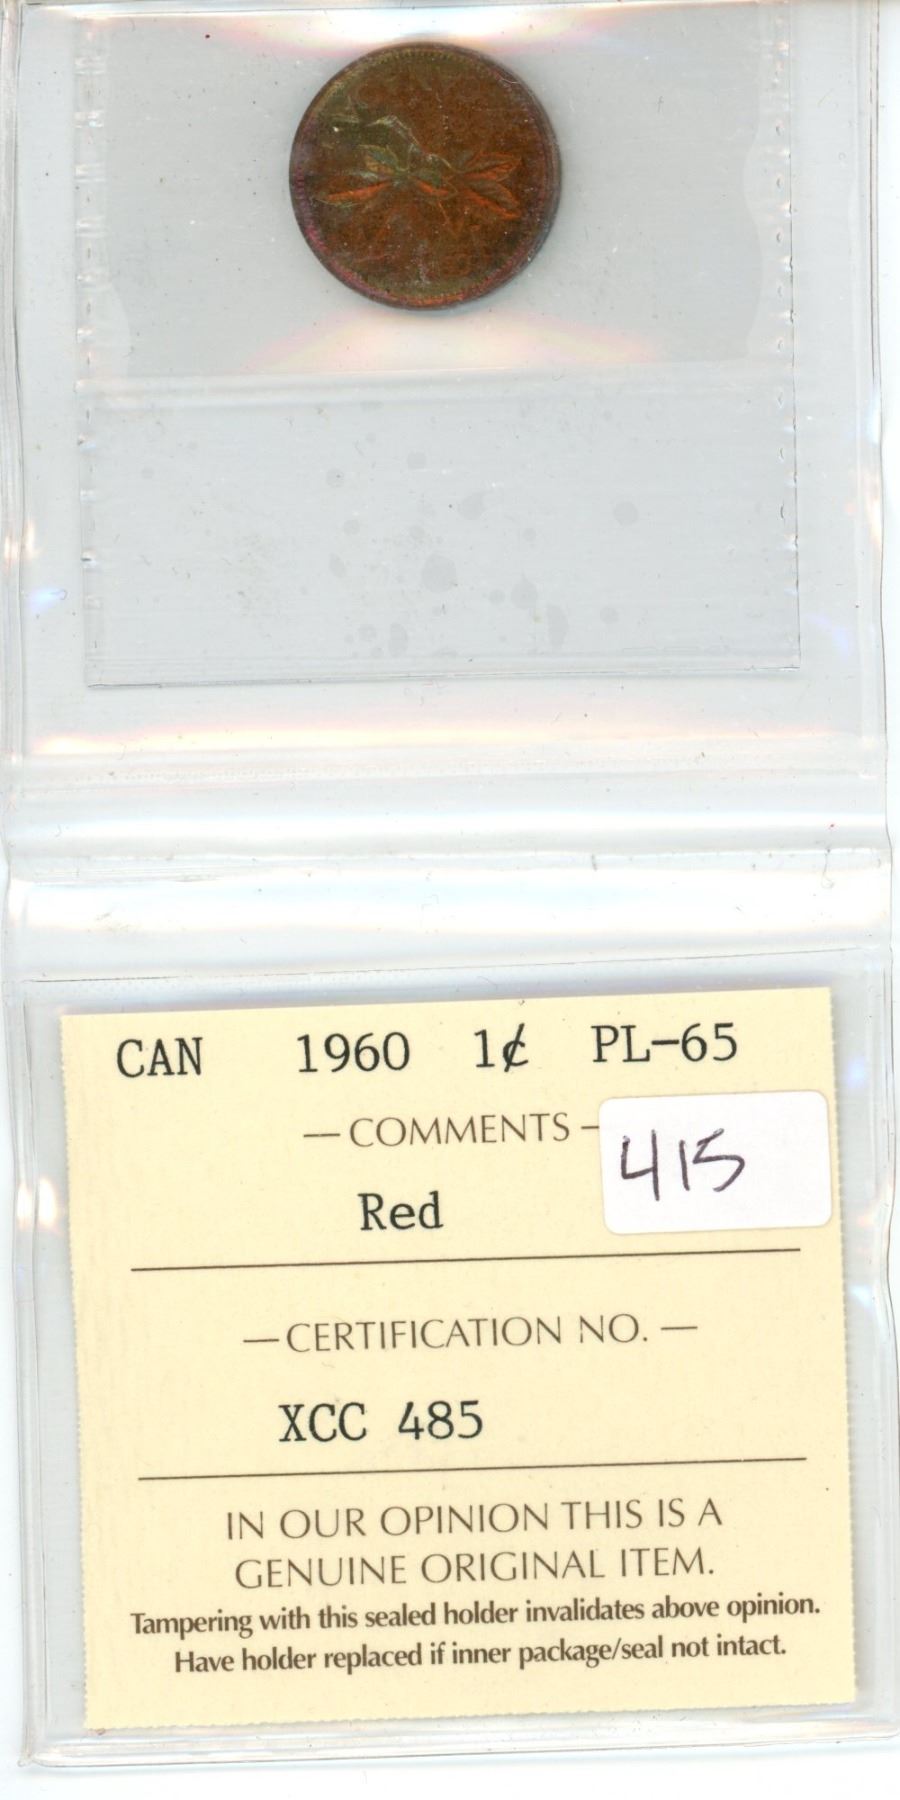 CAN 1960 1¢ PL-65
— COMMENTS —
415
Red
— CERTIFICATION NO. —
XCC 485
IN OUR OPINION THIS IS A
GENUINE ORIGINAL ITEM.
Tampering with this sealed holder invalidates above opinion.
Have holder replaced if inner package/seal not intact.